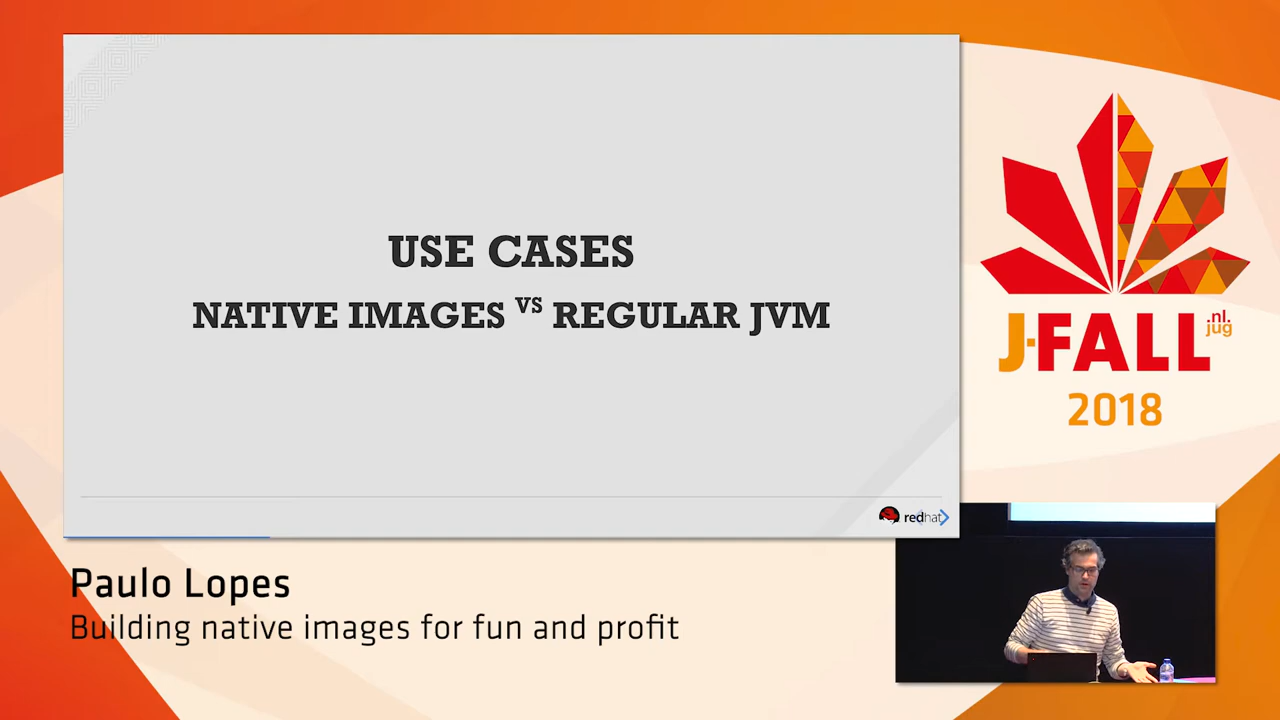 USE CASES
NATIVE IMAGES VS REGULAR JVM
redhat
J-FALL
nl.
jug
2018
Paulo Lopes
Building native images for fun and profit